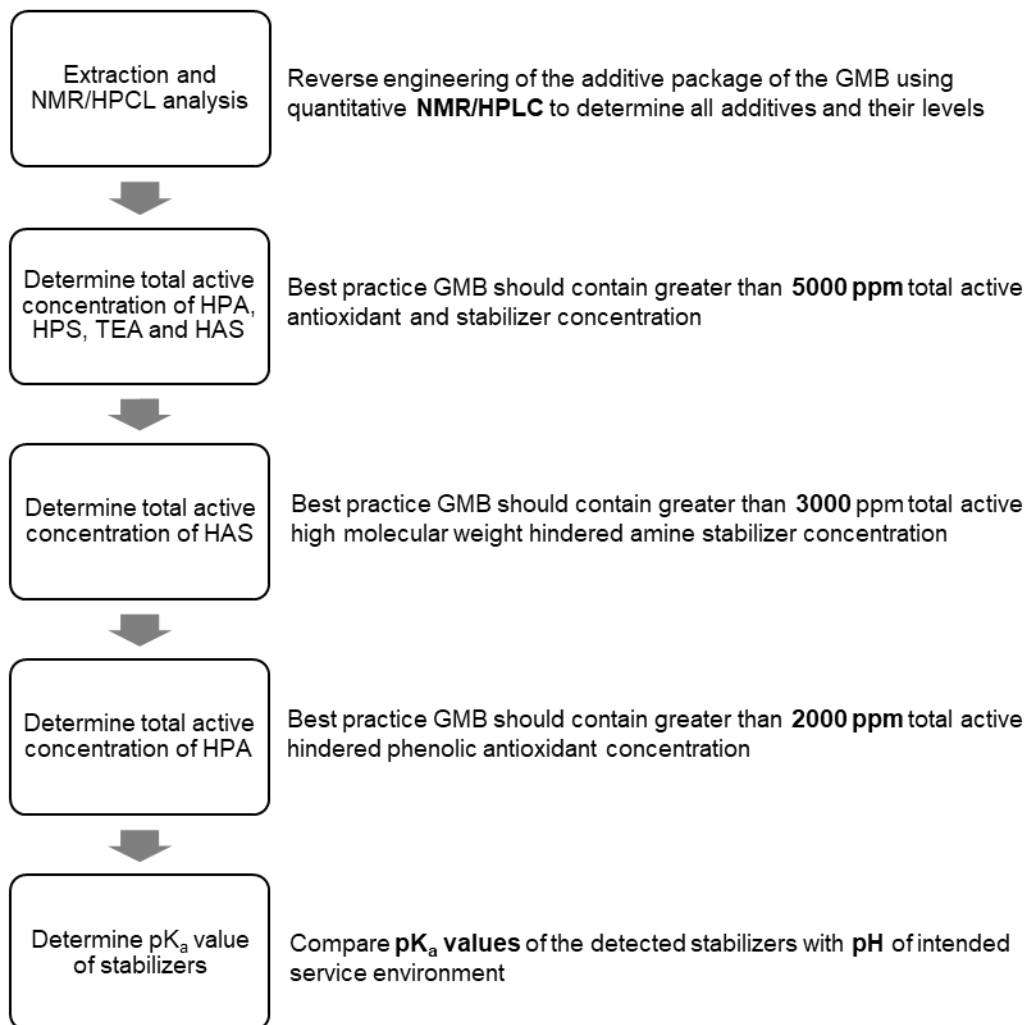 Extraction and
NMR/HPCL analysis
Reverse engineering of the additive package of the GMB using
quantitative NMR/HPLC to determine all additives and their levels
Determine total active
concentration of HPA,
HPS, TEA and HAS
Best practice GMB should contain greater than 5000 ppm total active
antioxidant and stabilizer concentration
Determine total active
concentration of HAS
Best practice GMB should contain greater than 3000 ppm total active
high molecular weight hindered amine stabilizer concentration
Determine total active
concentration of HPA
Best practice GMB should contain greater than 2000 ppm total active
hindered phenolic antioxidant concentration
Determine pKa value
of stabilizers
Compare pKa values of the detected stabilizers with pH of intended
service environment